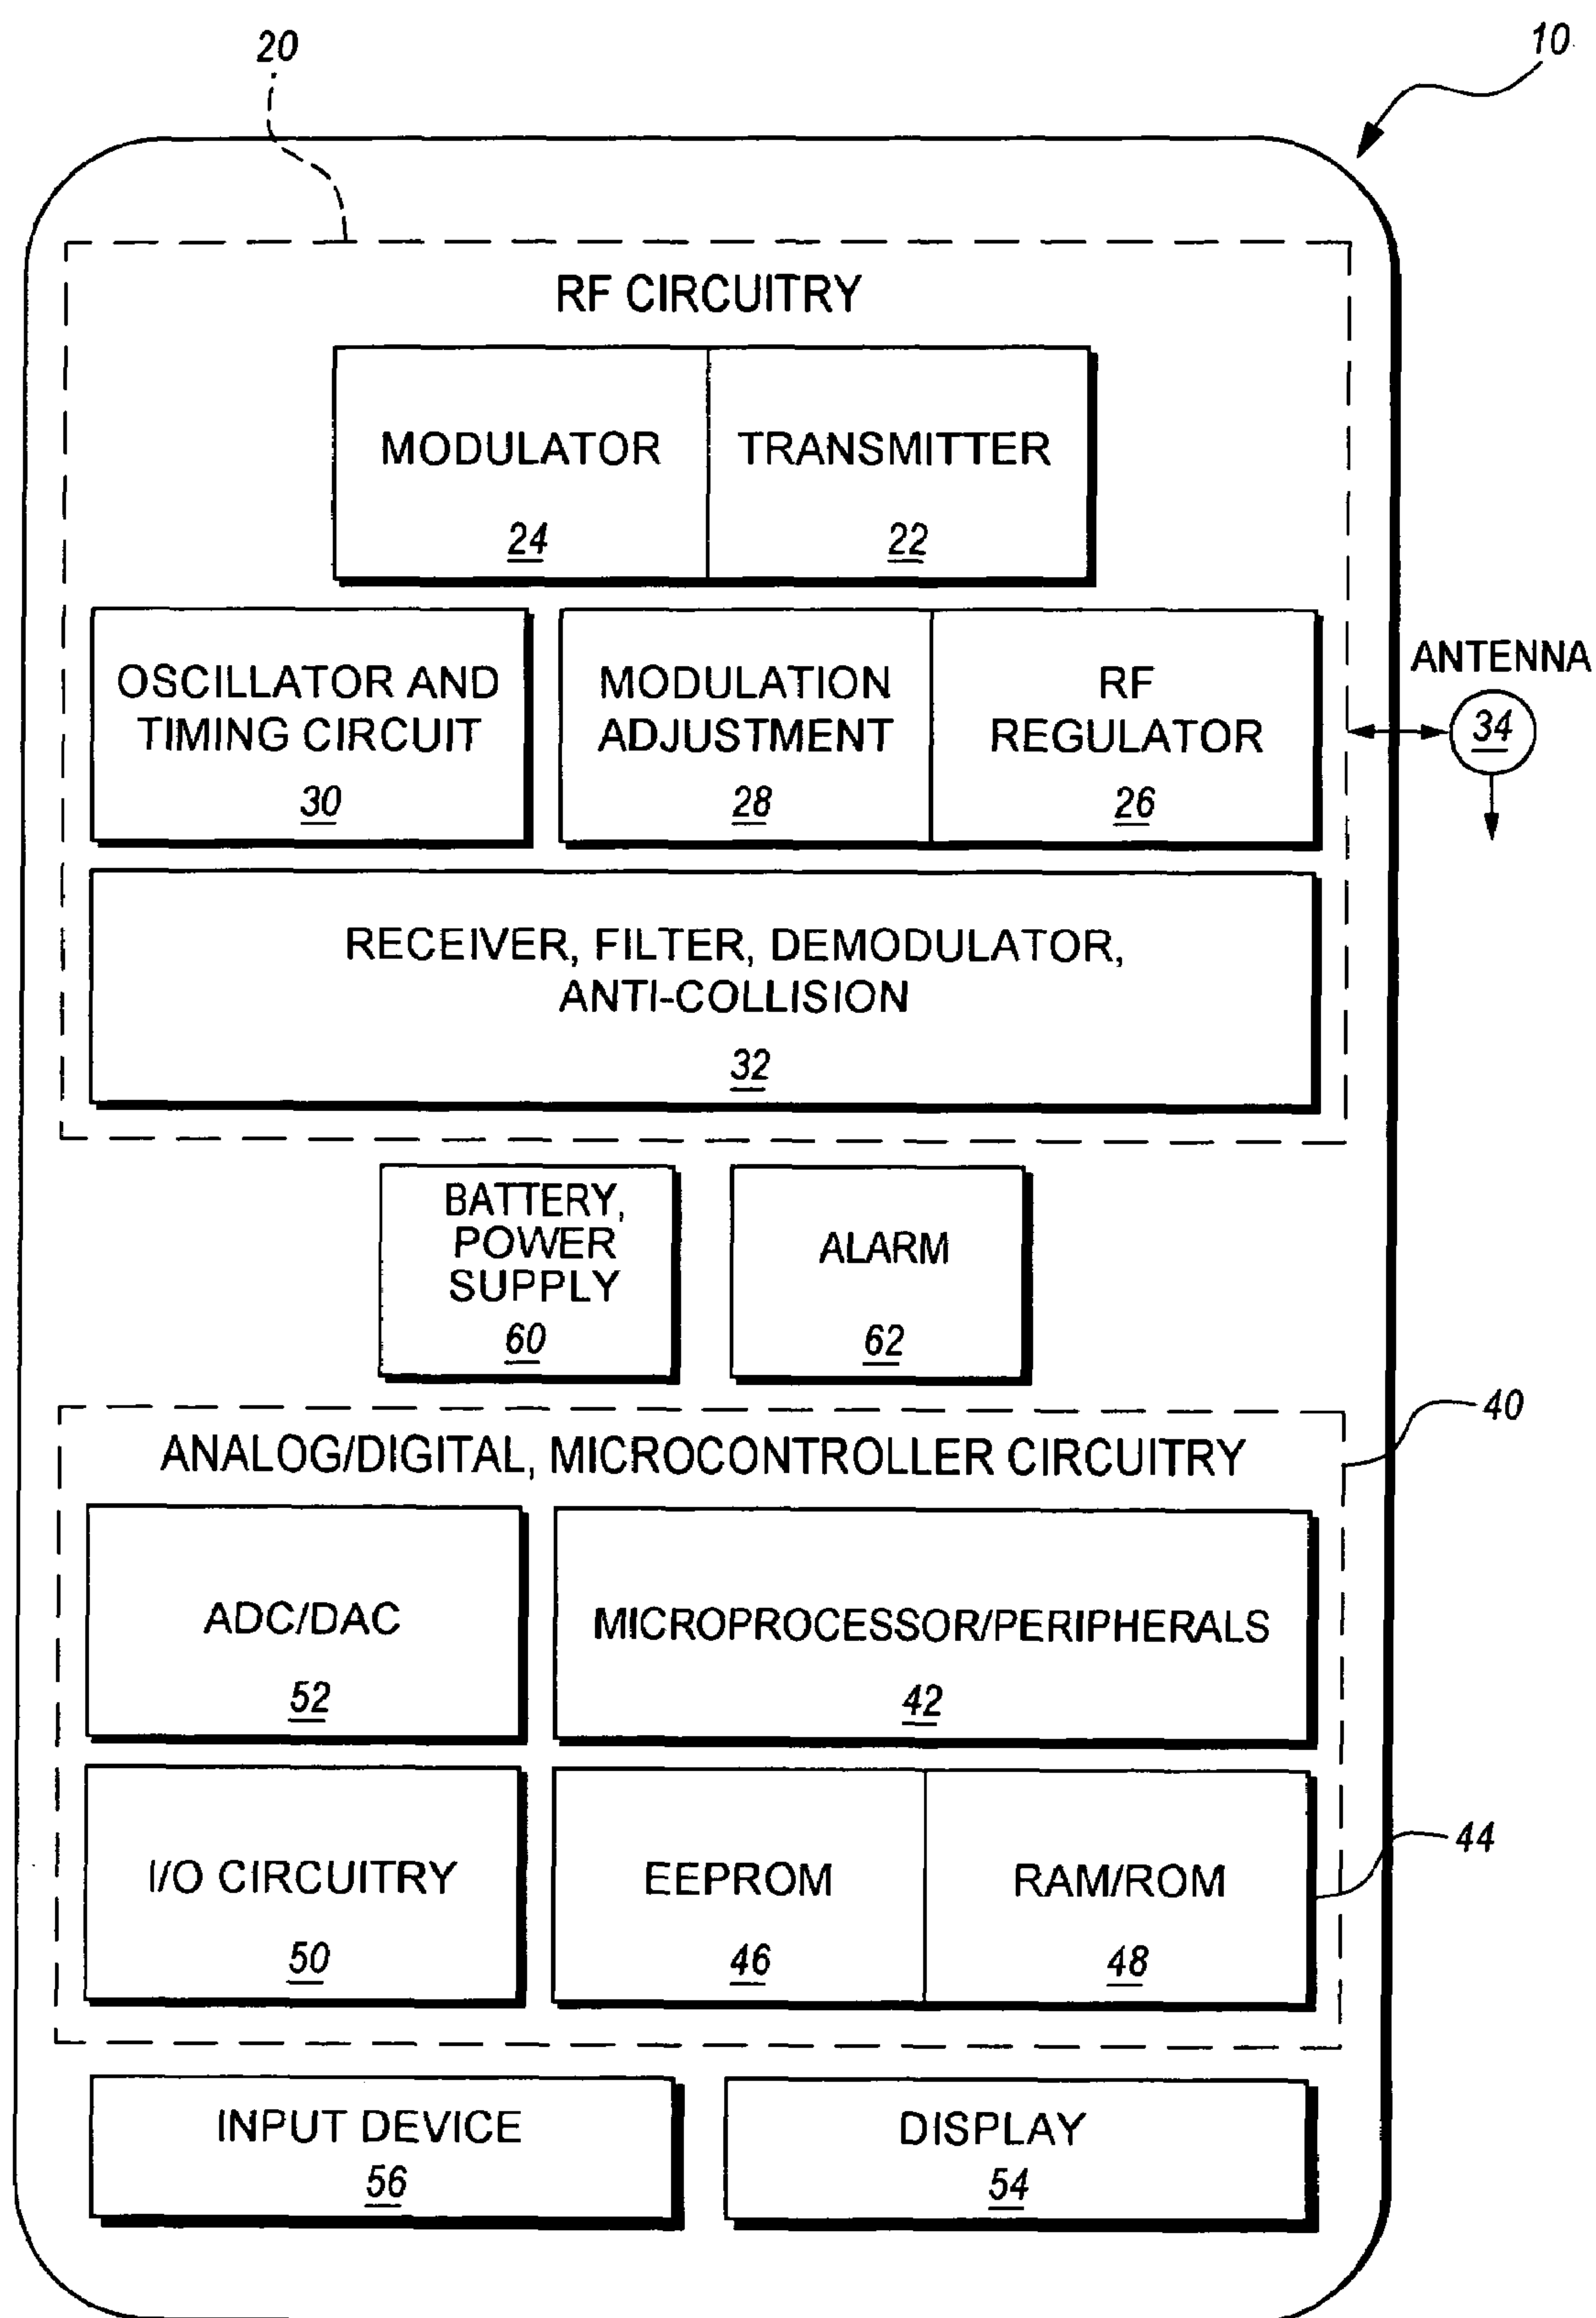 20
10
RF CIRCUITRY
MODULATOR
TRANSMITTER
24
22
OSCILLATOR AND
TIMING CIRCUIT
30
MODULATION
ADJUSTMENT
28
RF
REGULATOR
26
ANTENNA
34
RECEIVER, FILTER, DEMODULATOR,
ANTI-COLLISION
32
BATTERY,
POWER
SUPPLY
60
ALARM
62
40
ANALOG/DIGITAL, MICROCONTROLLER CIRCUITRY
ADC/DAC
52
MICROPROCESSOR/PERIPHERALS
42
I/O CIRCUITRY
50
EEPROM
46
RAM/ROM
48
44
INPUT DEVICE
56
DISPLAY
54